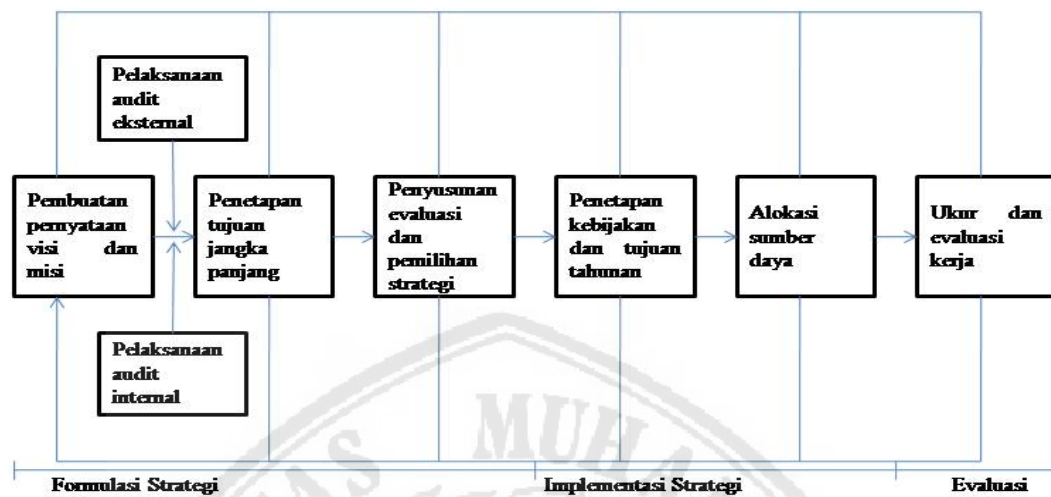 Pelaksanaan
audit
eksternal
Pembuatan
pernyataan
visi dan
misi
Penetapan
tujuan
jangka
panjang
Penyusunan
evaluasi
dan
pemilihan
strategi
Penetapan
kebijakan
dan tujuan
tahunan
Alokasi
sumber
daya
Ukur dan
evaluasi
kerja
Pelaksanaan
audit
internal
MUHA
Formulasi Strategi
Implementasi Strategi
Evaluasi